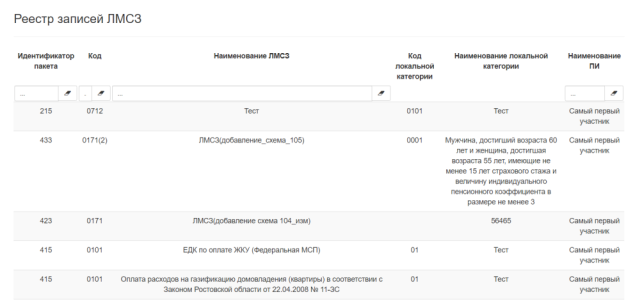 Реестр записей ЛМСЗ
Идентификатор Код Наименование ЛМСЗ Код Наименование локальной Наименование
пакета локальной категории ПИ
категории
... . ... ...
215 0712 Тест 0101 Тест Самый первый
участник
433 0171(2) ЛМСЗ(добавление_схема_105) 0001 Мужчина, достигший возраста 60 Самый первый
лет и женщина, достигшая участник
возраста 55 лет, имеющие не
менее 15 лет страхового стажа и
величину индивидуального
пенсионного коэффициента в
размере не менее 3
423 0171 ЛМСЗ(добавление схема 104_изм) 56465 Самый первый
участник
415 0101 ЕДК по оплате ЖКУ (Федеральная МСП) 01 Тест Самый первый
участник
415 0101 Оплата расходов на газификацию домовладения (квартиры) в соответствии с 01 Тест Самый первый
Законом Ростовской области от 22.04.2008 № 11-ЗС участник